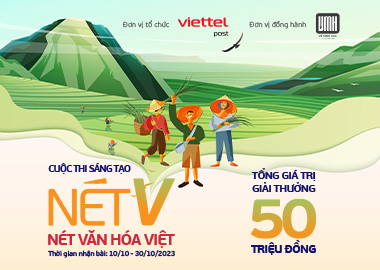 Đơn vị tổ chức
viettel
post
Đơn vị đồng hành
VMH
CUỘC THI SÁNG TẠO
NÉT V
NÉT VĂN HÓA VIỆT
Thời gian nhận bài: 10/10 - 30/10/2023
TỔNG GIÁ TRỊ
GIẢI THƯỞNG
50
TRIỆU ĐỒNG